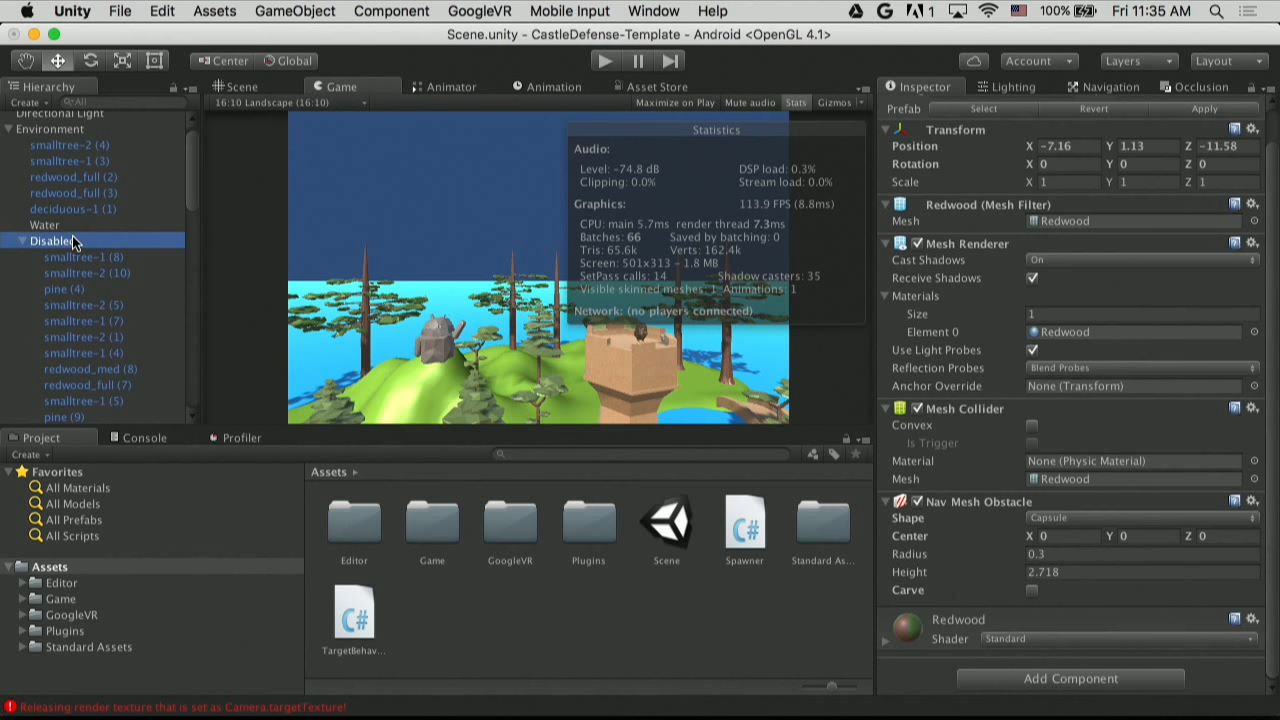 Unity File Edit Assets GameObject Component GoogleVR Mobile Input Window Help 1 100% Fri 11:35 AM
Scene.unity - CastleDefense-Template - Android <OpenGL 4.1>
Center Global Account Layers Layout
Hierarchy Scene Game Animator Animation Asset Store Inspector Lighting Navigation Occlusion
Create All 16:10 Landscape (16:10) Maximize on Play Mute audio Stats Gizmos Prefab Select Revert Apply
Directional Light
Environment
smalltree-2 (4)
smalltree-1 (3)
redwood_full (2)
redwood_full (3)
deciduous-1 (1)
Water
Disabled
smalltree-1 (8)
smalltree-2 (10)
pine (4)
smalltree-2 (5)
smalltree-1 (7)
smalltree-2 (1)
smalltree-1 (4)
redwood_med (8)
redwood_full (7)
smalltree-1 (5)
pine (9)
Statistics
Audio:
Level: -74.8 dB DSP load: 0.3%
Clipping: 0.0% Stream load: 0.0%
Graphics: 113.9 FPS (8.8ms)
CPU: main 5.7ms render thread 7.3ms
Batches: 66 Saved by batching: 0
Tris: 65.6k Verts: 162.4k
Screen: 501x313 - 1.8 MB
SetPass calls: 14 Shadow casters: 35
Visible skinned meshes: 1 Animations: 1
Network: (no players connected)
Transform
Position X -7.16 Y 1.13 Z -11.58
Rotation X 0 Y 0 Z 0
Scale X 1 Y 1 Z 1
Redwood (Mesh Filter)
Mesh Redwood
Mesh Renderer
Cast Shadows On
Receive Shadows
Materials
Size 1
Element 0 Redwood
Use Light Probes
Reflection Probes Blend Probes
Anchor Override None (Transform)
Mesh Collider
Convex
Is Trigger
Material None (Physic Material)
Mesh Redwood
Nav Mesh Obstacle
Shape Capsule
Center X 0 Y 0 Z 0
Radius 0.3
Height 2.718
Carve
Redwood
Shader Standard
Add Component
Project Console Profiler
Create
Favorites
All Materials
All Models
All Prefabs
All Scripts
Assets
Editor
Game
GoogleVR
Plugins
Standard Assets
Assets
Editor Game GoogleVR Plugins Scene Spawner Standard As...
C#
C#
TargetBehav...
Releasing render texture that is set as Camera.targetTexture!